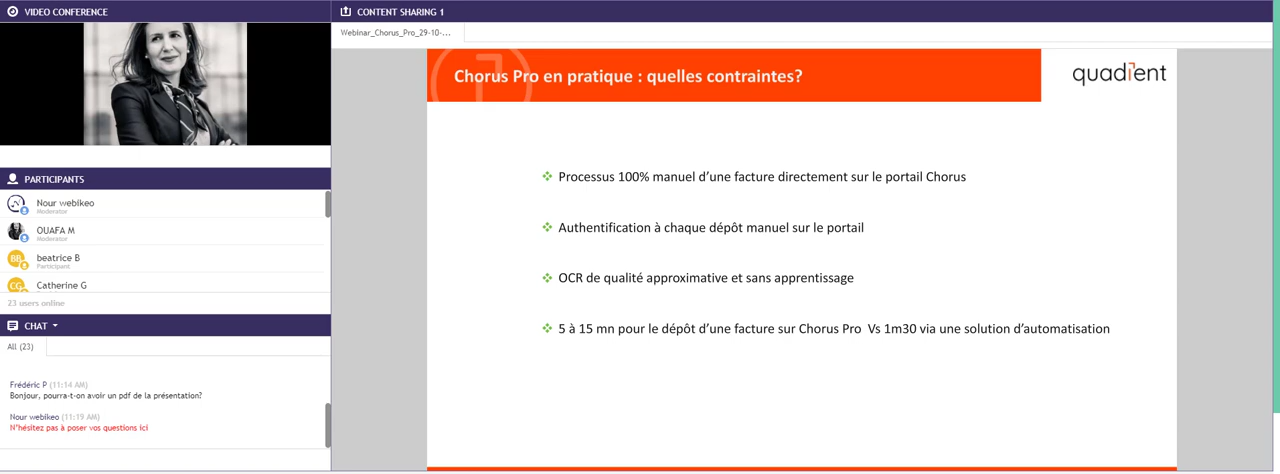 VIDEO CONFERENCE
PARTICIPANTS
Nour webikeo
Moderator
OUAFA M
Moderator
BB
beatrice B
Participant
CG
Catherine G
23 users online
CHAT
All (23)
Frédéric P (11:14 AM)
Bonjour, pourra-t-on avoir un pdf de la présentation?
Nour webikeo (11:19 AM)
N'hésitez pas à poser vos questions ici
CONTENT SHARING 1
Webinar_Chorus_Pro_29-10-...
Chorus Pro en pratique : quelles contraintes?
quadient
Processus 100% manuel d'une facture directement sur le portail Chorus
Authentification à chaque dépôt manuel sur le portail
OCR de qualité approximative et sans apprentissage
5 à 15 mn pour le dépôt d'une facture sur Chorus Pro Vs 1m30 via une solution d'automatisation